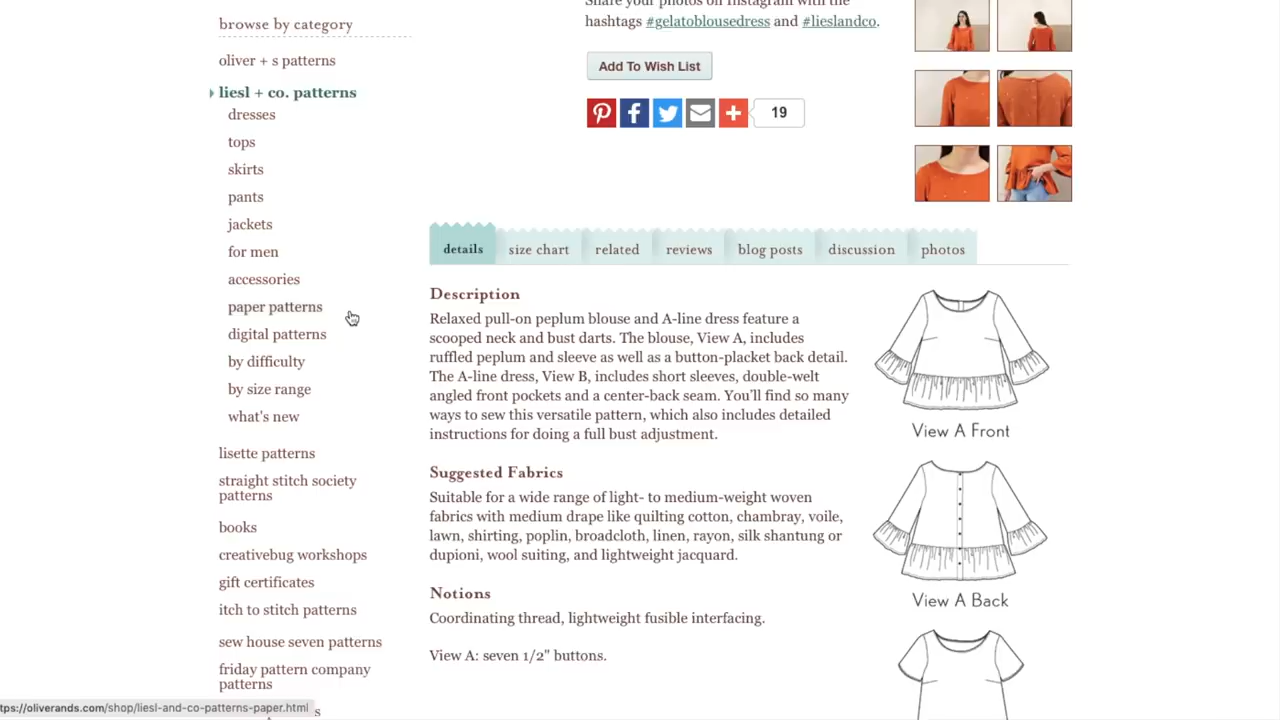 Share your photos on Instagram with the
hashtags #gelatoblousedress and #lieslandco.
Add To Wish List
19
browse by category
oliver + s patterns
liesl + co. patterns
dresses
tops
skirts
pants
jackets
for men
accessories
paper patterns
digital patterns
by difficulty
by size range
what's new
lisette patterns
straight stitch society
patterns
books
creativebug workshops
gift certificates
itch to stitch patterns
sew house seven patterns
friday pattern company
patterns
details
size chart
related
reviews
blog posts
discussion
photos
Description
Relaxed pull-on peplum blouse and A-line dress feature a
scooped neck and bust darts. The blouse, View A, includes
ruffled peplum and sleeve as well as a button-placket back detail.
The A-line dress, View B, includes short sleeves, double-welt
angled front pockets and a center-back seam. You'll find so many
ways to sew this versatile pattern, which also includes detailed
instructions for doing a full bust adjustment.
Suggested Fabrics
Suitable for a wide range of light- to medium-weight woven
fabrics with medium drape like quilting cotton, chambray, voile,
lawn, shirting, poplin, broadcloth, linen, rayon, silk shantung or
dupioni, wool suiting, and lightweight jacquard.
Notions
Coordinating thread, lightweight fusible interfacing.
View A: seven 1/2" buttons.
View A Front
View A Back
ttps://oliverands.com/shop/liesl-and-co-patterns-paper.html